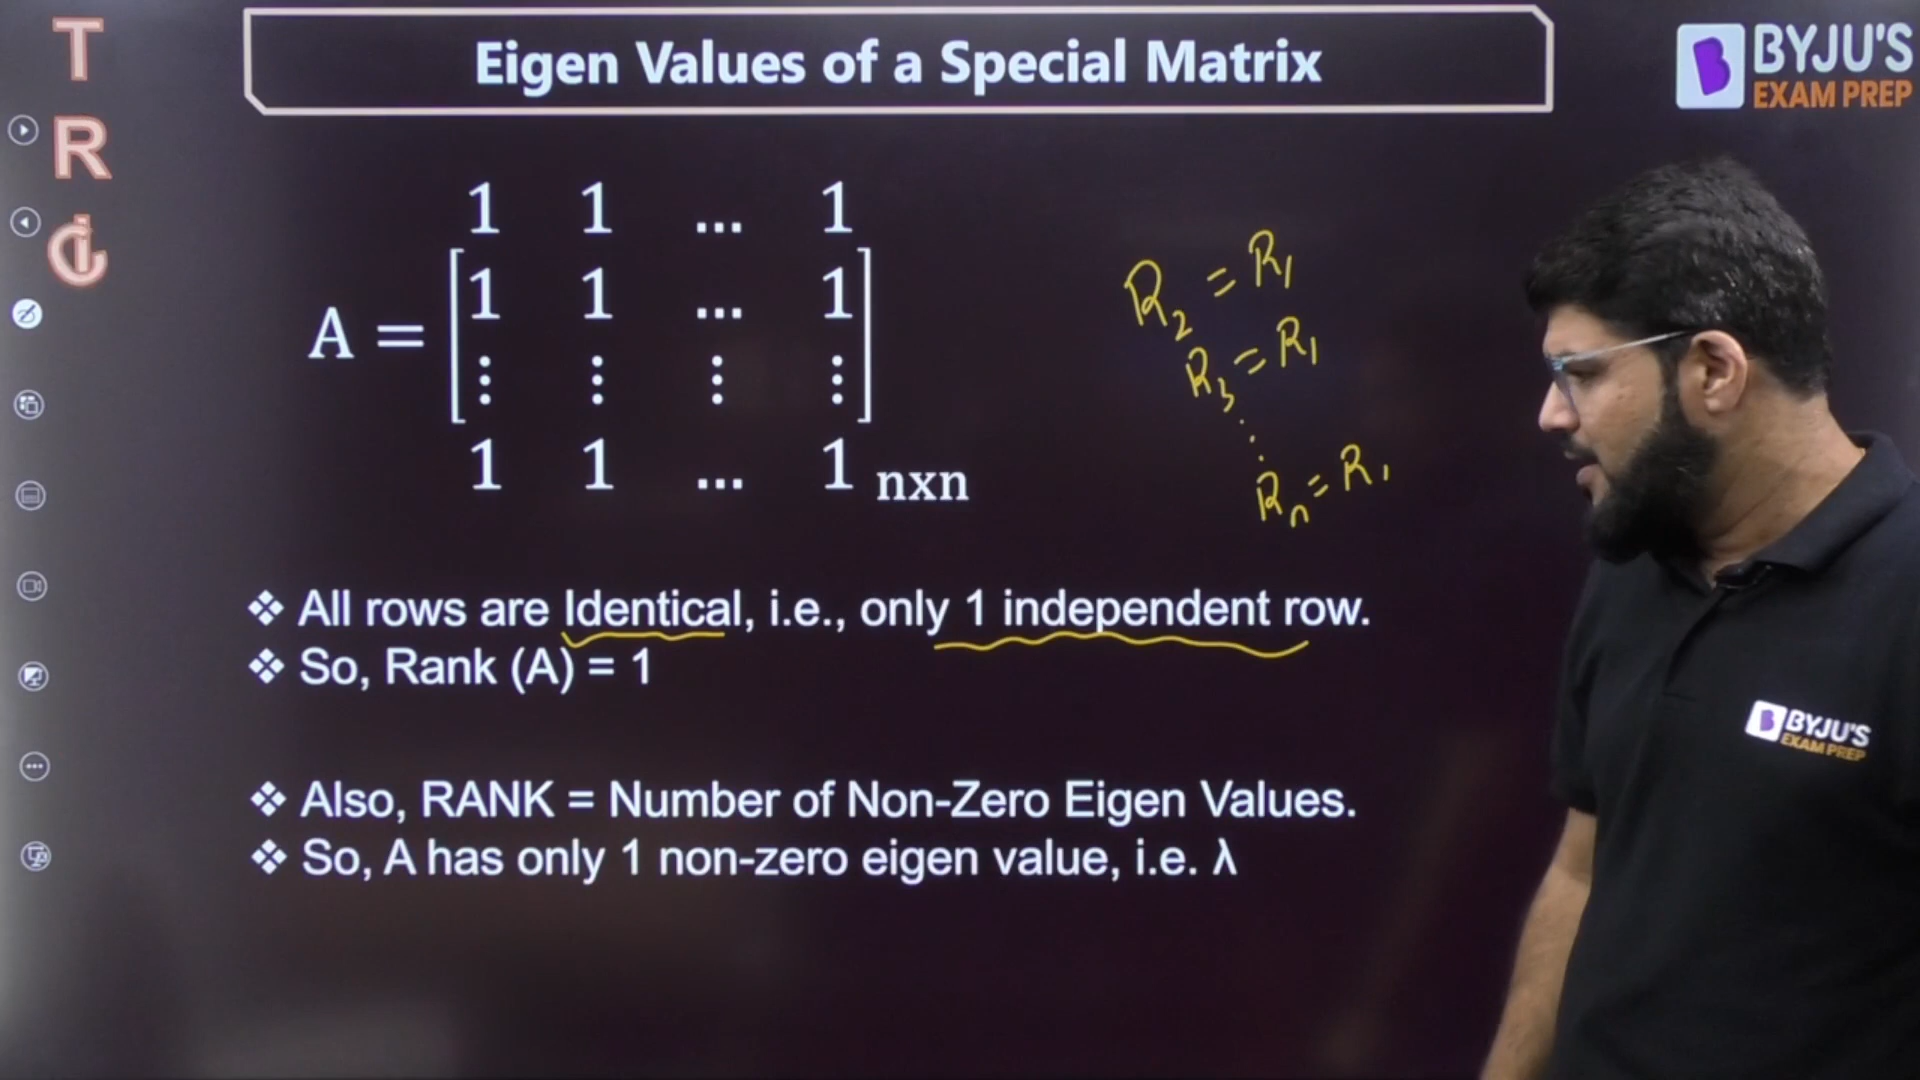 T
R
Eigen Values of a Special Matrix
BYJU'S
EXAM PREP
1 1 ... 1
1 1 ... 1
A =
⋮ ⋮ ⋮ ⋮
1 1 ... 1 nxn
R₂ = R₁
R₃ = R₁
⋮
Rₙ = R₁
❖ All rows are Identical, i.e., only 1 independent row.
❖ So, Rank (A) = 1
❖ Also, RANK = Number of Non-Zero Eigen Values.
❖ So, A has only 1 non-zero eigen value, i.e. λ
BYJU'S
EXAM PREP